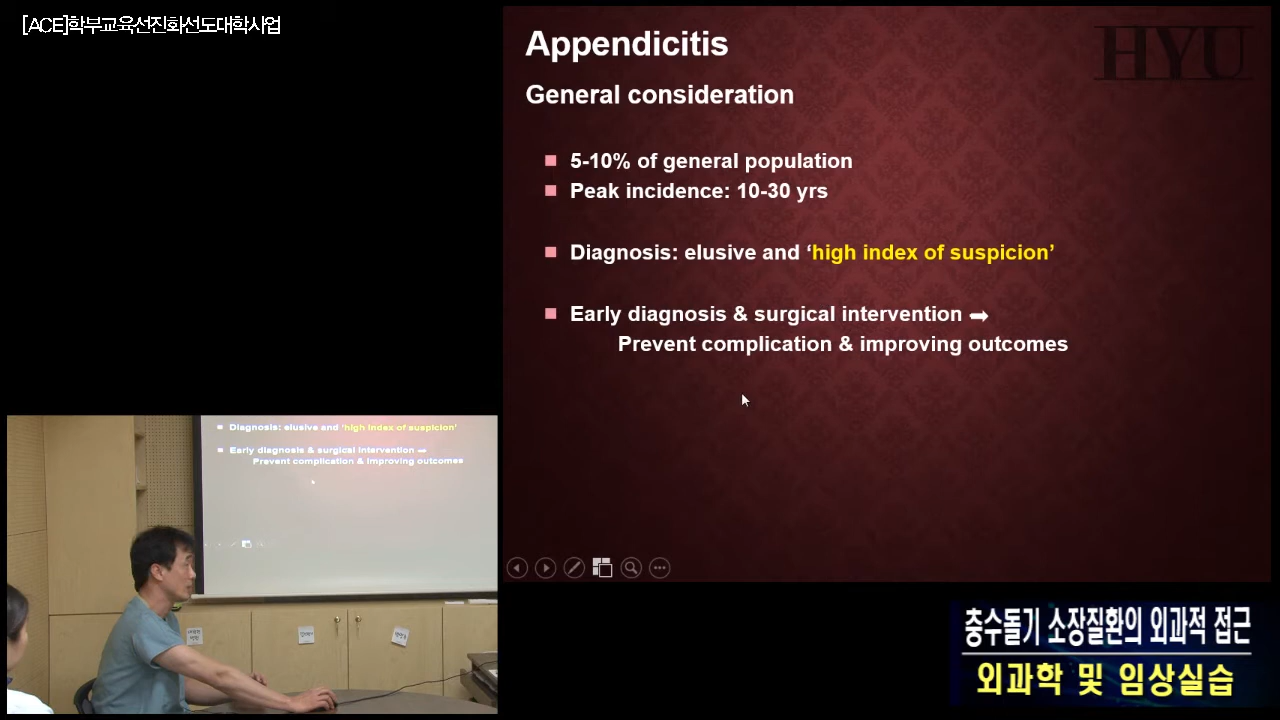 [ACE]학부교육선진화선도대학사업
Appendicitis
HYU
General consideration
5-10% of general population
Peak incidence: 10-30 yrs
Diagnosis: elusive and ‘high index of suspicion’
Early diagnosis & surgical intervention ➡
Prevent complication & improving outcomes
Diagnosis: elusive and ‘high index of suspicion’
Early diagnosis & surgical intervention ➡
Prevent complication & improving outcomes
충수돌기 소장질환의 외과적 접근
외과학 및 임상실습